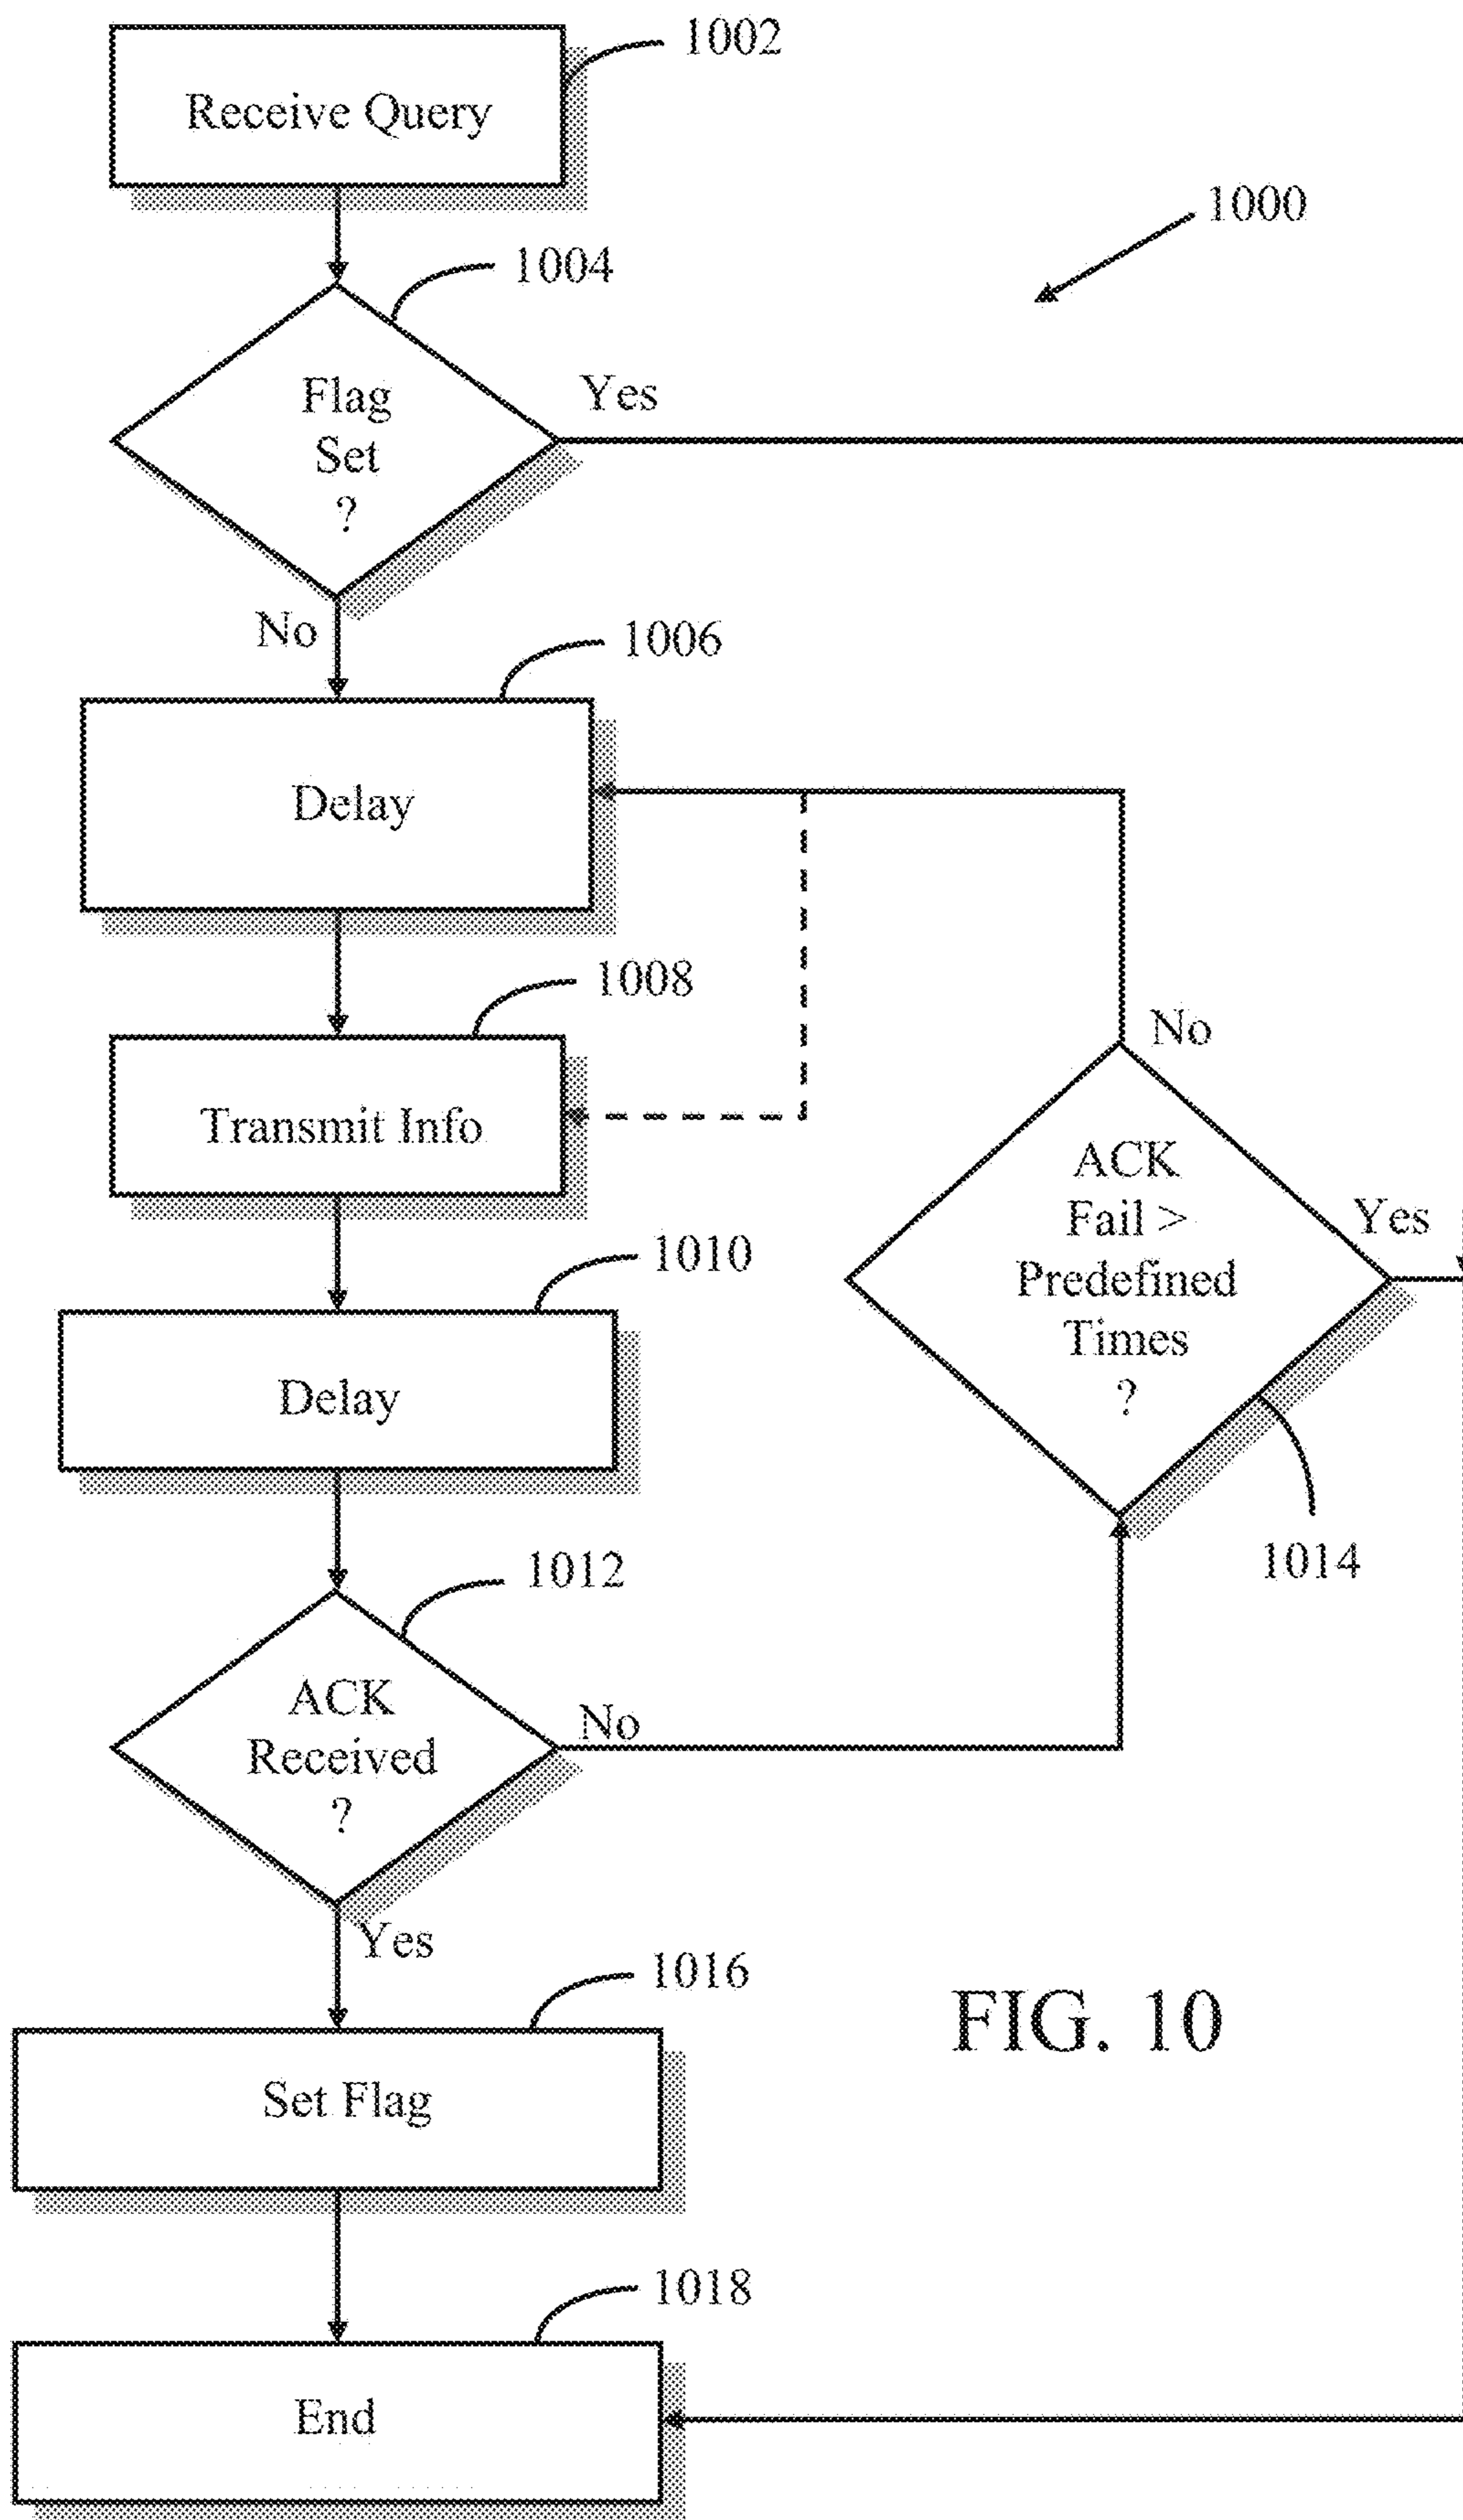 1002
Receive Query
1000
1004
Flag
Set
?
Yes
No
1006
Delay
1008
Transmit Info
No
ACK
Fail >
Predefined
Times
?
Yes
1010
Delay
1014
1012
ACK
Received
?
No
Yes
1016
Set Flag
FIG. 10
1018
End